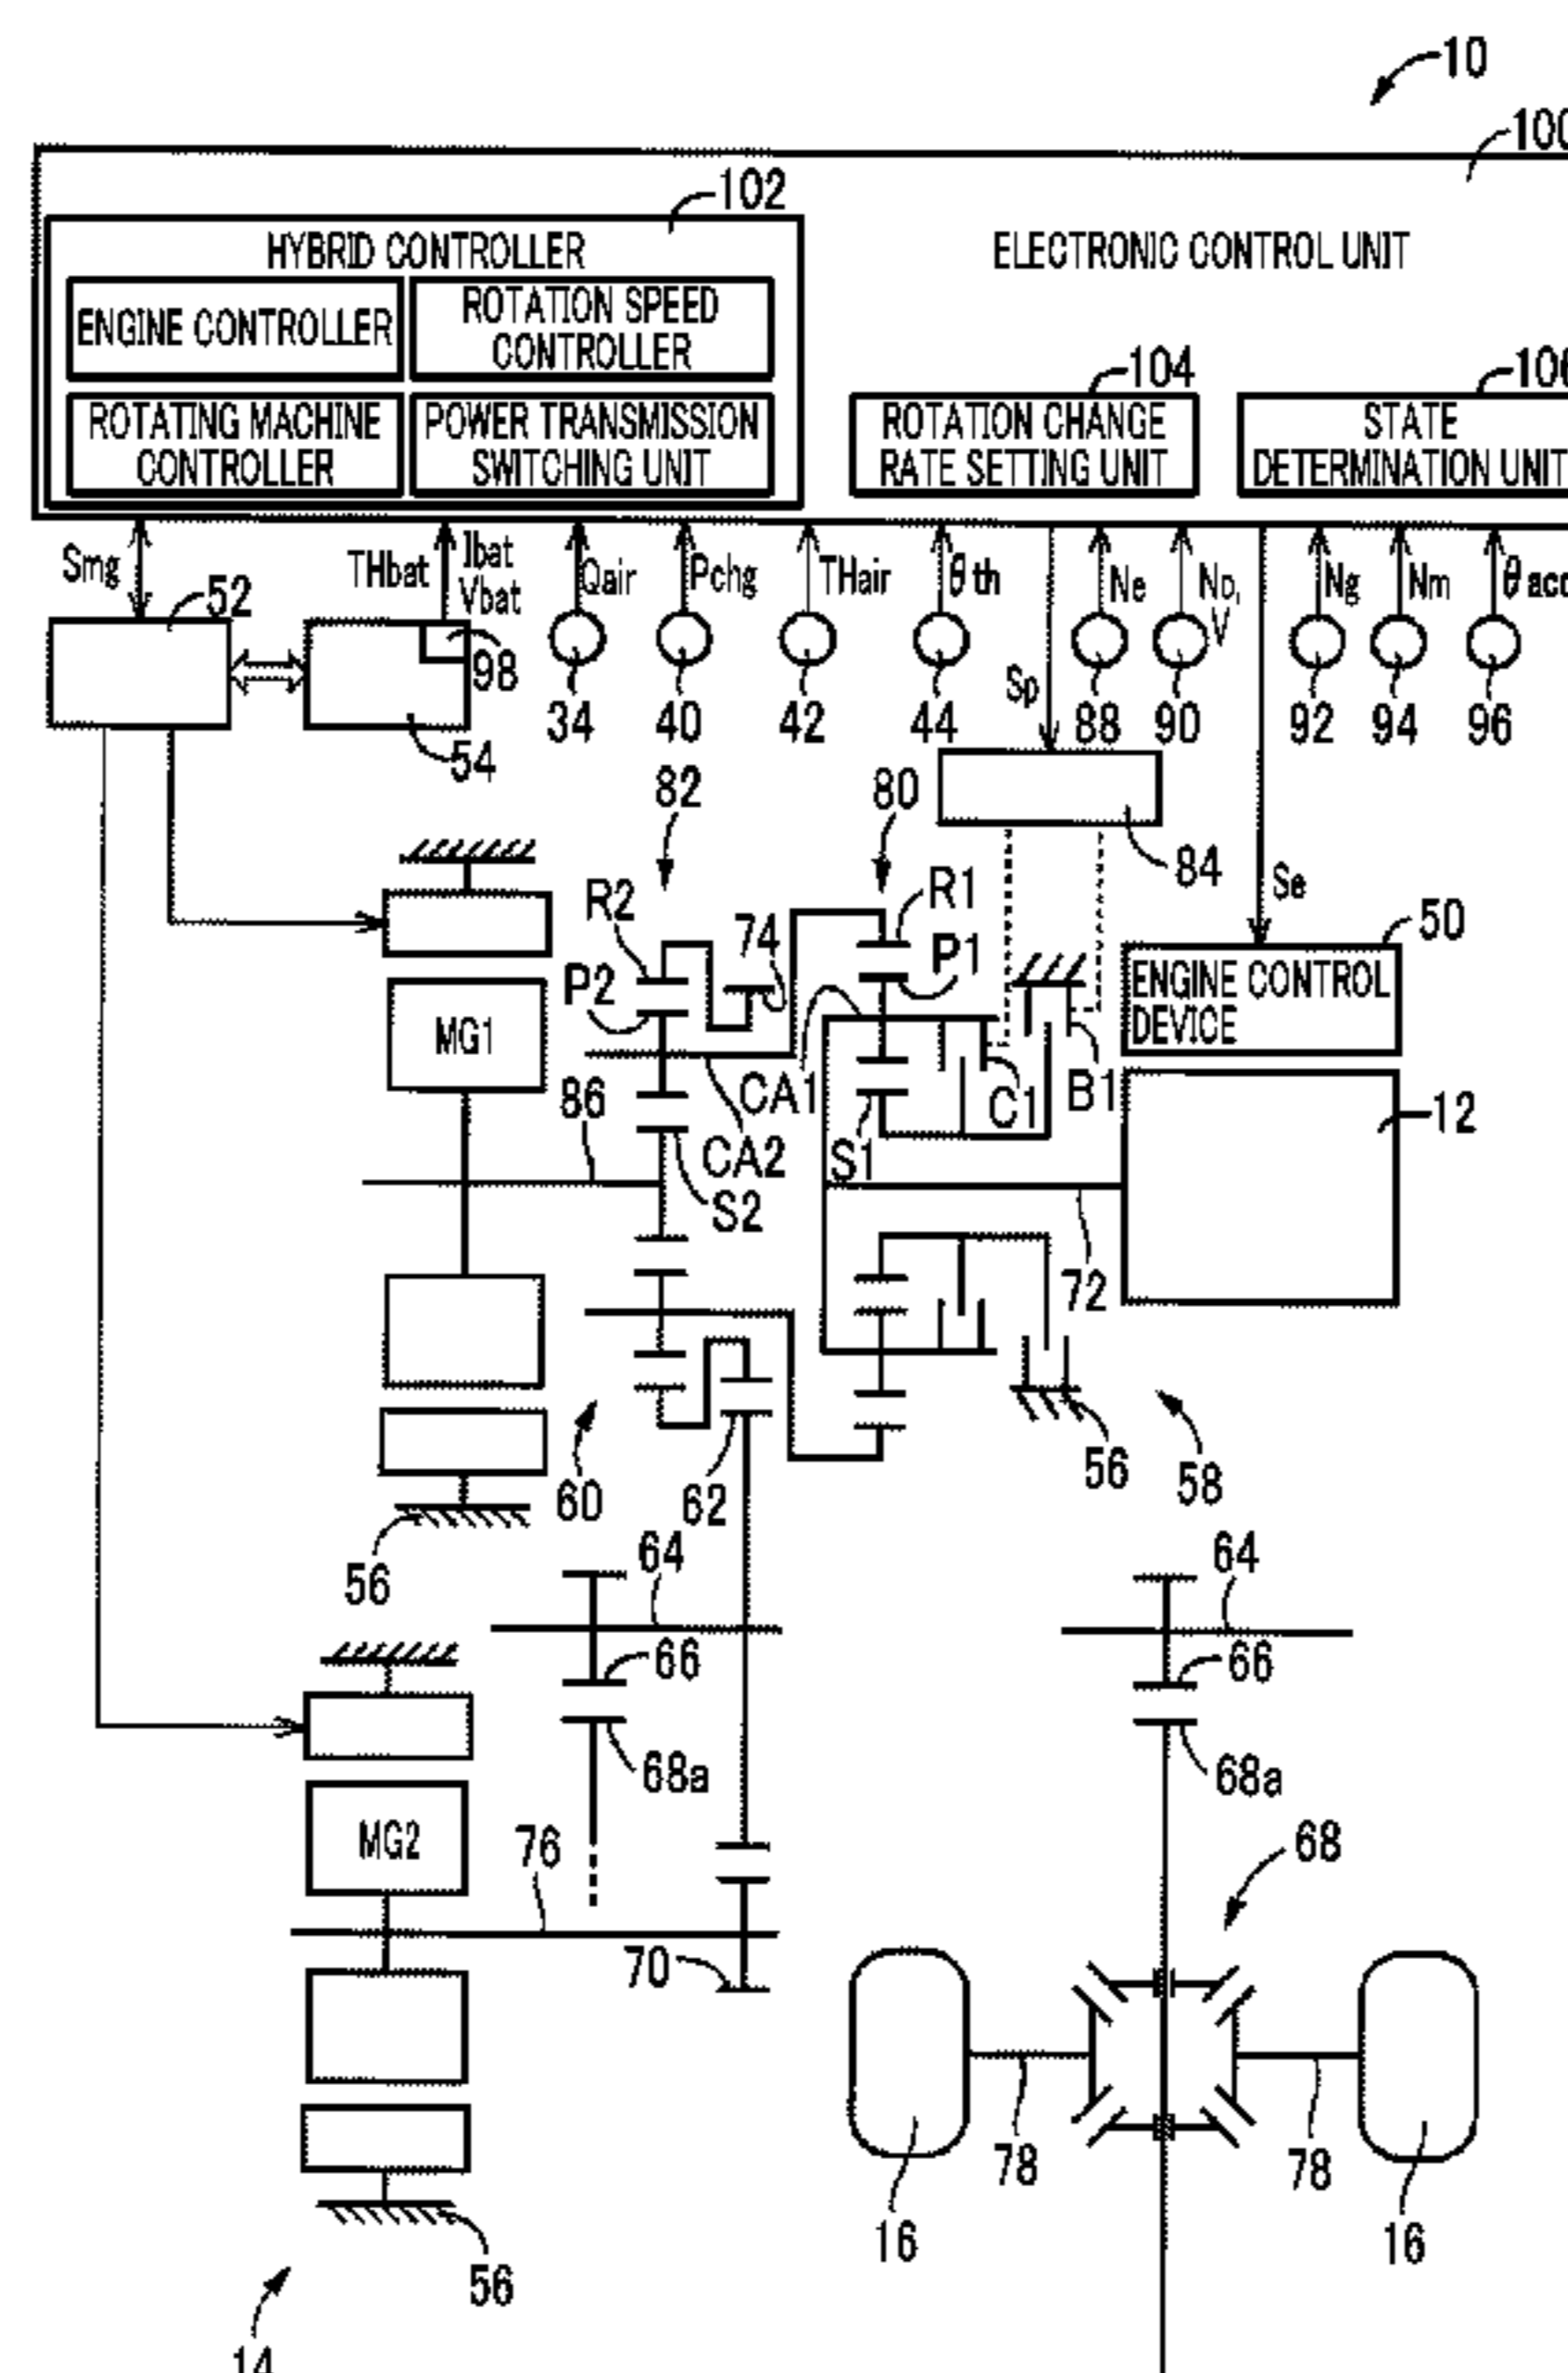 10
100
102
HYBRID CONTROLLER
ELECTRONIC CONTROL UNIT
ENGINE CONTROLLER
ROTATION SPEED
CONTROLLER
104
106
ROTATING MACHINE
CONTROLLER
POWER TRANSMISSION
SWITCHING UNIT
ROTATION CHANGE
RATE SETTING UNIT
STATE
DETERMINATION UNIT
Smg
THbat
Ibat
Vbat
Qair
Pchg
THair
θth
Ne
No,
V
Ng
Nm
θacc
52
98
54
34
40
42
44
Sp
88
90
92
94
96
82
80
84
Se
R2
74
R1
50
P2
P1
ENGINE CONTROL
DEVICE
MG1
86
CA1
C1
B1
12
CA2
S1
S2
72
60
62
56
58
56
64
64
66
66
68a
68a
MG2
76
68
70
78
78
16
16
56
14